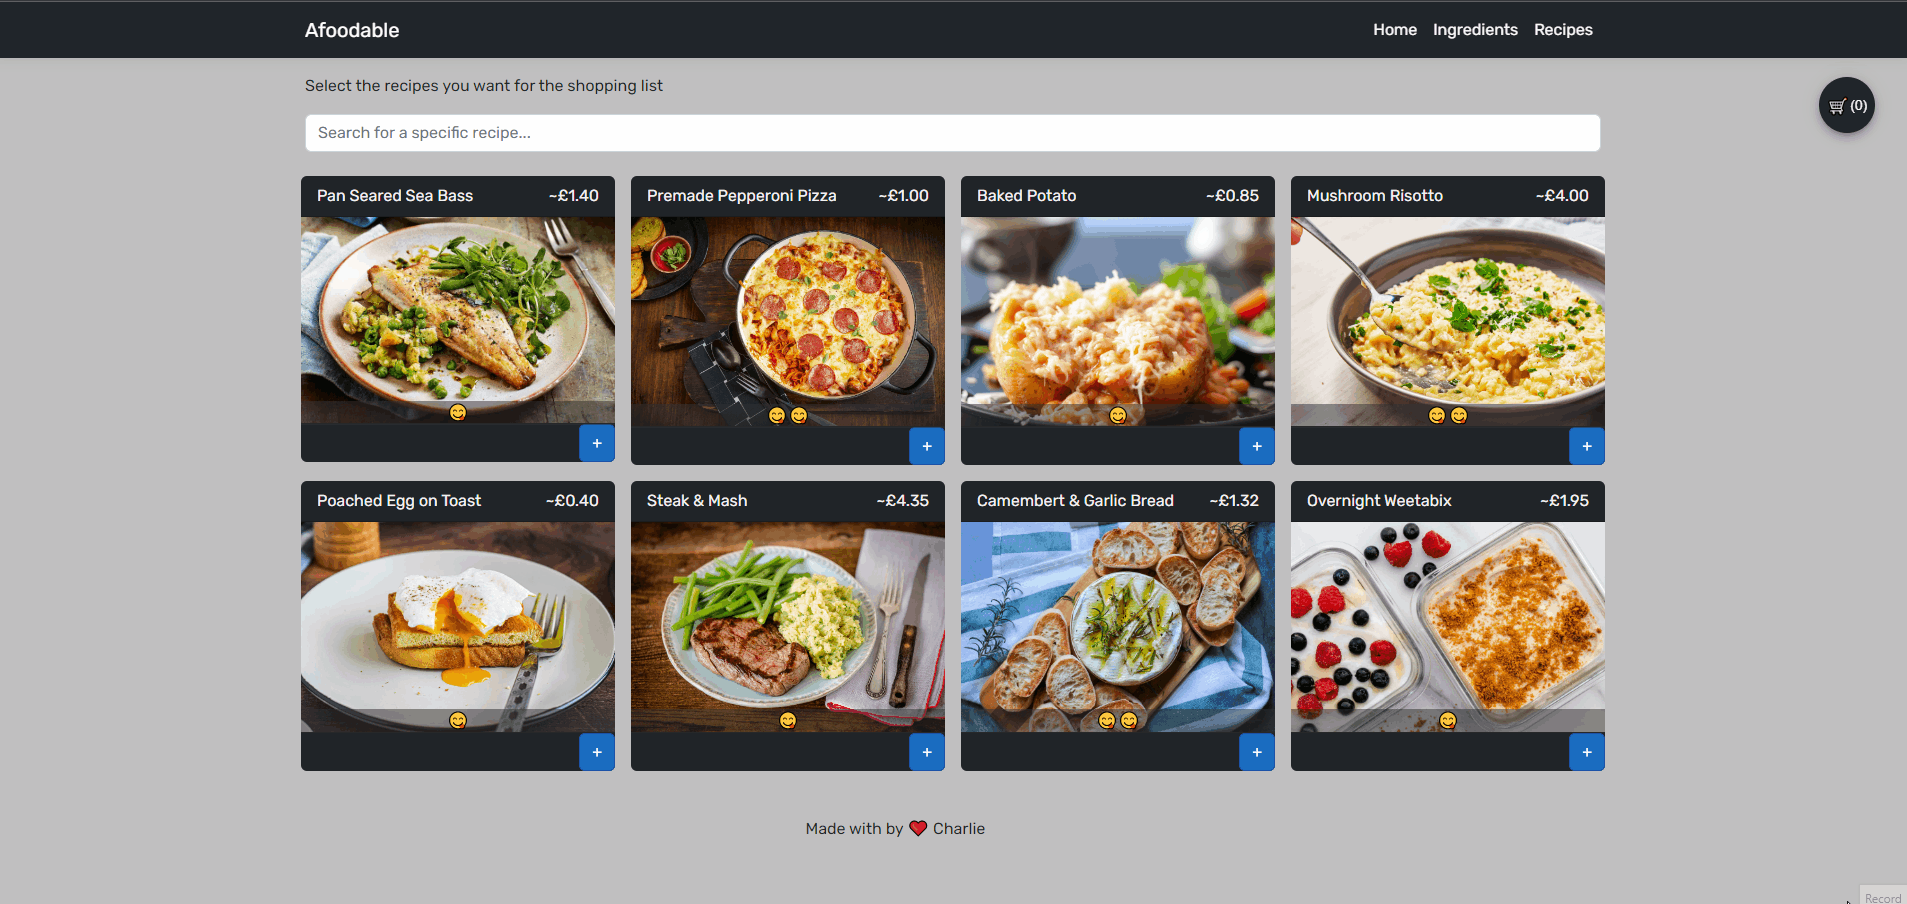 Afoodable
Home Ingredients Recipes
Select the recipes you want for the shopping list
🛒 (0)
Search for a specific recipe...
Pan Seared Sea Bass ~£1.40
Premade Pepperoni Pizza ~£1.00
Baked Potato ~£0.85
Mushroom Risotto ~£4.00
+
+
+
+
Poached Egg on Toast ~£0.40
Steak & Mash ~£4.35
Camembert & Garlic Bread ~£1.32
Overnight Weetabix ~£1.95
+
+
+
+
Made with by ❤️ Charlie
Record